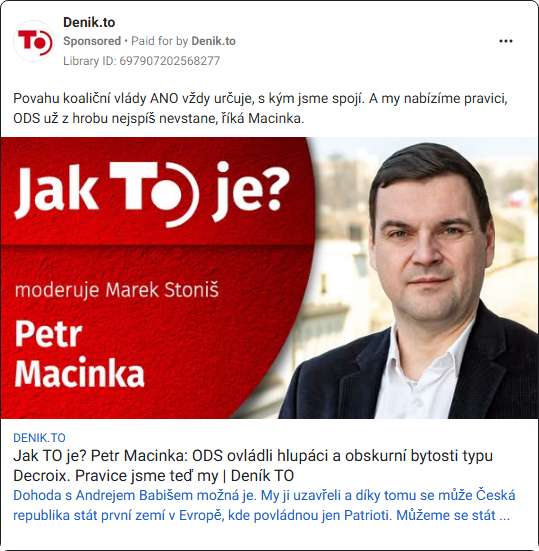 TO
Denik.to
Sponsored • Paid for by Denik.to
Library ID: 697907202568277
Povahu koaliční vlády ANO vždy určuje, s kým jsme spojí. A my nabízíme pravici,
ODS už z hrobu nejspíš nevstane, říká Macinka.
Jak TO je?
moderuje Marek Stoniš
Petr
Macinka
DENIK.TO
Jak TO je? Petr Macinka: ODS ovládli hlupáci a obskurní bytosti typu
Decroix. Pravice jsme teď my | Deník TO
Dohoda s Andrejem Babišem možná je. My ji uzavřeli a díky tomu se může Česká
republika stát první zemí v Evropě, kde povládnou jen Patrioti. Můžeme se stát ...